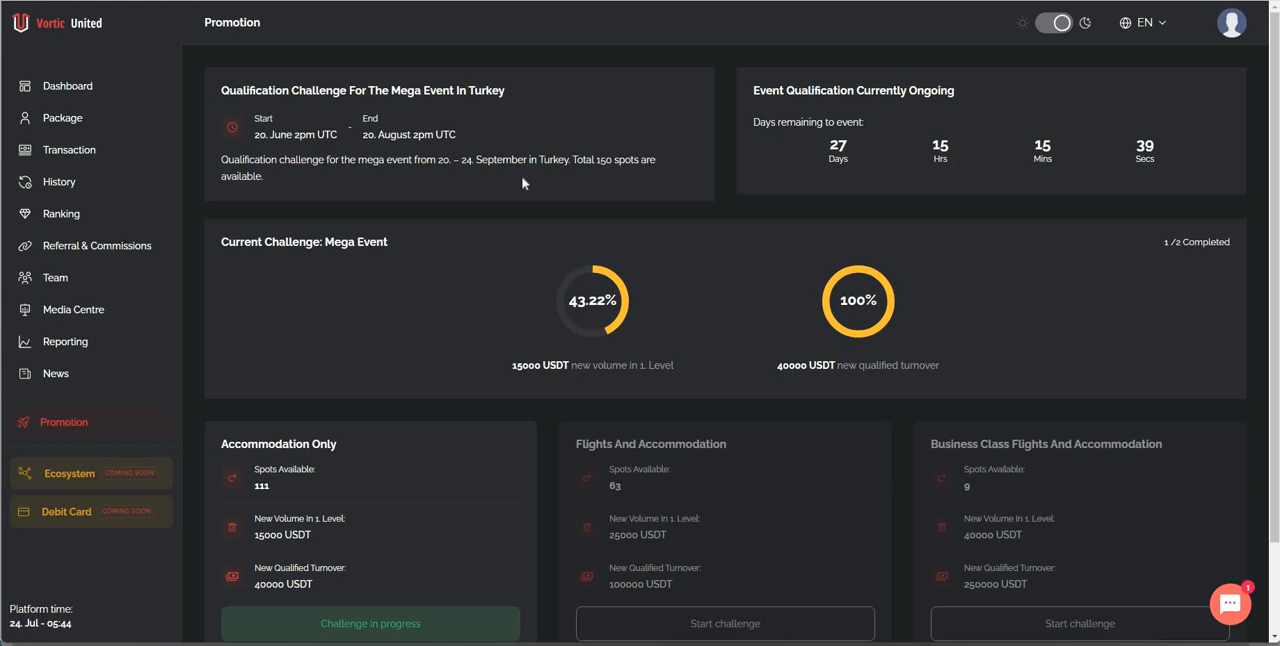 Vortic United
Promotion
EN
Dashboard
Package
Transaction
History
Ranking
Referral & Commissions
Team
Media Centre
Reporting
News
Promotion
Ecosystem COMING SOON
Debit Card COMING SOON
Platform time:
24. Jul - 05:44
Qualification Challenge For The Mega Event In Turkey
Start
20. June 2pm UTC
-
End
20. August 2pm UTC
Qualification challenge for the mega event from 20. – 24. September in Turkey. Total 150 spots are
available.
Event Qualification Currently Ongoing
Days remaining to event:
27 15 15 39
Days Hrs Mins Secs
Current Challenge: Mega Event
1 /2 Completed
43.22%
15000 USDT new volume in 1. Level
100%
40000 USDT new qualified turnover
Accommodation Only
Spots Available:
111
New Volume In 1. Level:
15000 USDT
New Qualified Turnover:
40000 USDT
Challenge in progress
Flights And Accommodation
Spots Available:
63
New Volume In 1. Level:
25000 USDT
New Qualified Turnover:
100000 USDT
Start challenge
Business Class Flights And Accommodation
Spots Available:
9
New Volume In 1. Level:
40000 USDT
New Qualified Turnover:
250000 USDT
Start challenge
1